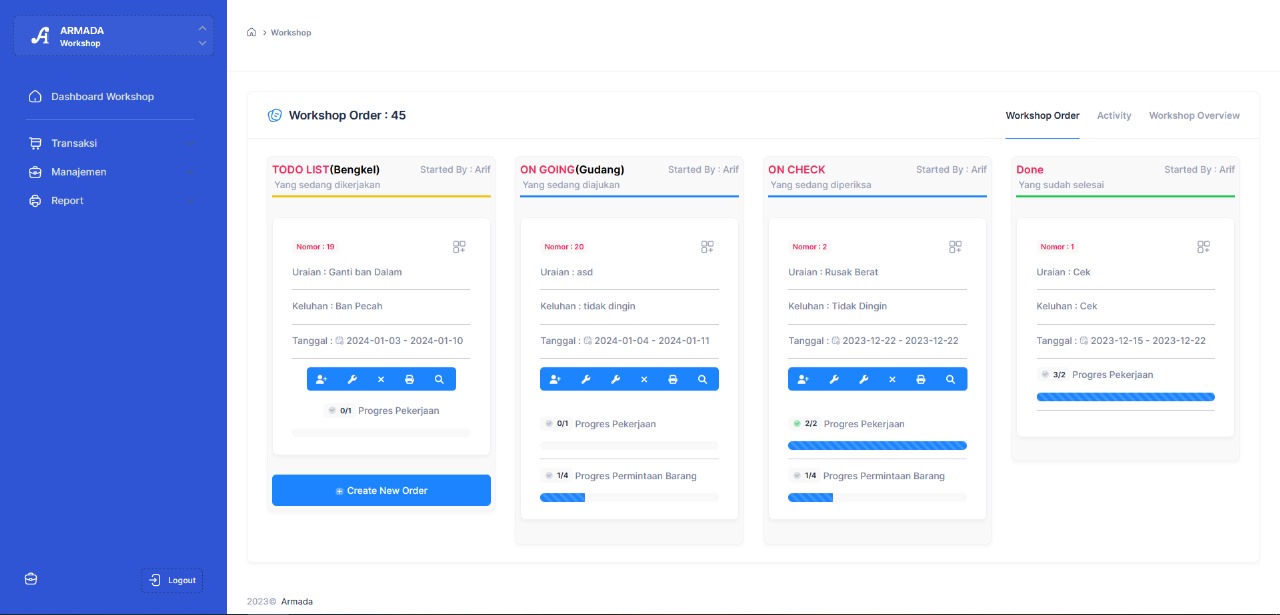 ARMADA
Workshop
Dashboard Workshop
Transaksi
Manajemen
Report
Logout
Workshop
Workshop Order : 45
Workshop Order
Activity
Workshop Overview
TODO LIST(Bengkel)
Started By : Arif
Yang sedang dikerjakan
Nomor : 19
Uraian : Ganti ban Dalam
Keluhan : Ban Pecah
Tanggal : 2024-01-03 - 2024-01-10
0/1 Progres Pekerjaan
Create New Order
ON GOING(Gudang)
Started By : Arif
Yang sedang diajukan
Nomor : 20
Uraian : asd
Keluhan : tidak dingin
Tanggal : 2024-01-04 - 2024-01-11
0/1 Progres Pekerjaan
1/4 Progres Permintaan Barang
ON CHECK
Started By : Arif
Yang sedang diperiksa
Nomor : 2
Uraian : Rusak Berat
Keluhan : Tidak Dingin
Tanggal : 2023-12-22 - 2023-12-22
2/2 Progres Pekerjaan
1/4 Progres Permintaan Barang
Done
Started By : Arif
Yang sudah selesai
Nomor : 1
Uraian : Cek
Keluhan : Cek
Tanggal : 2023-12-15 - 2023-12-22
3/2 Progres Pekerjaan
2023© Armada